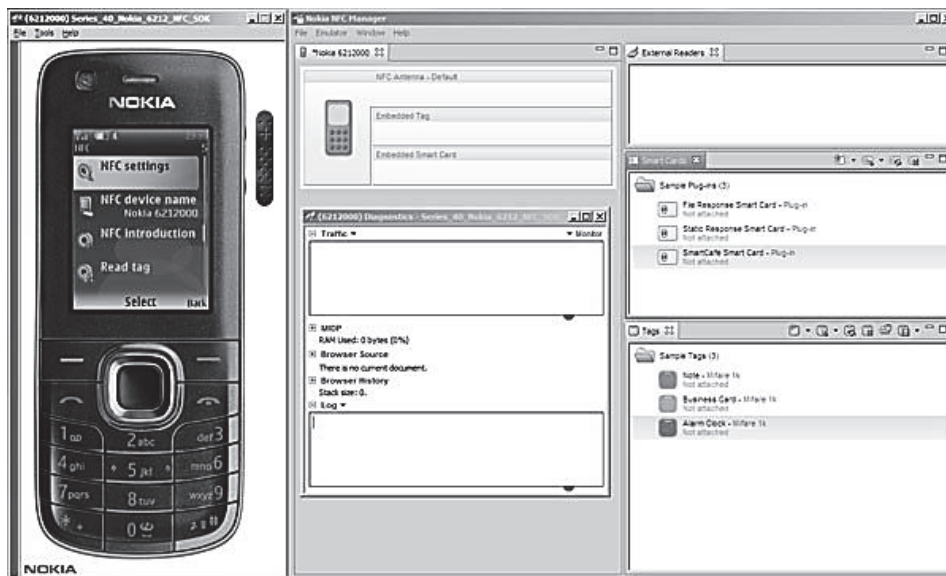 (6212000) Series_40_Nokia_6212_NFC_SDK
File Tools Help
NOKIA
NFC 5
NFC settings
NFC device name
Nokia 6212000
NFC introduction
Read tag
Select Back
1
2 abc
def 3
4 ghi
5 jkl
mno 6
7 pqrs
8 tuv
wxyz 9
0
NOKIA
Nokia NFC Manager
File Emulator Window Help
*Nokia 6212000
NFC Antenna - Default
Embedded Tag
Embedded Smart Card
(6212000) Diagnostics - Series_40_Nokia_6212_NFC_SDK
Traffic Monitor
MIDP
RAM Used: 0 bytes (0%)
Browser Source
There is no current document.
Browser History
Stack size: 0.
Log
External Readers
Smart Cards
Sample Plug-ins (3)
File Response Smart Card - Plug-in
Not attached
Static Response Smart Card - Plug-in
Not attached
SmartCafe Smart Card - Plug-in
Not attached
Tags
Sample Tags (3)
Note - Mifare 1k
Not attached
Business Card - Mifare 1k
Not attached
Alarm Clock - Mifare 1k
Not attached